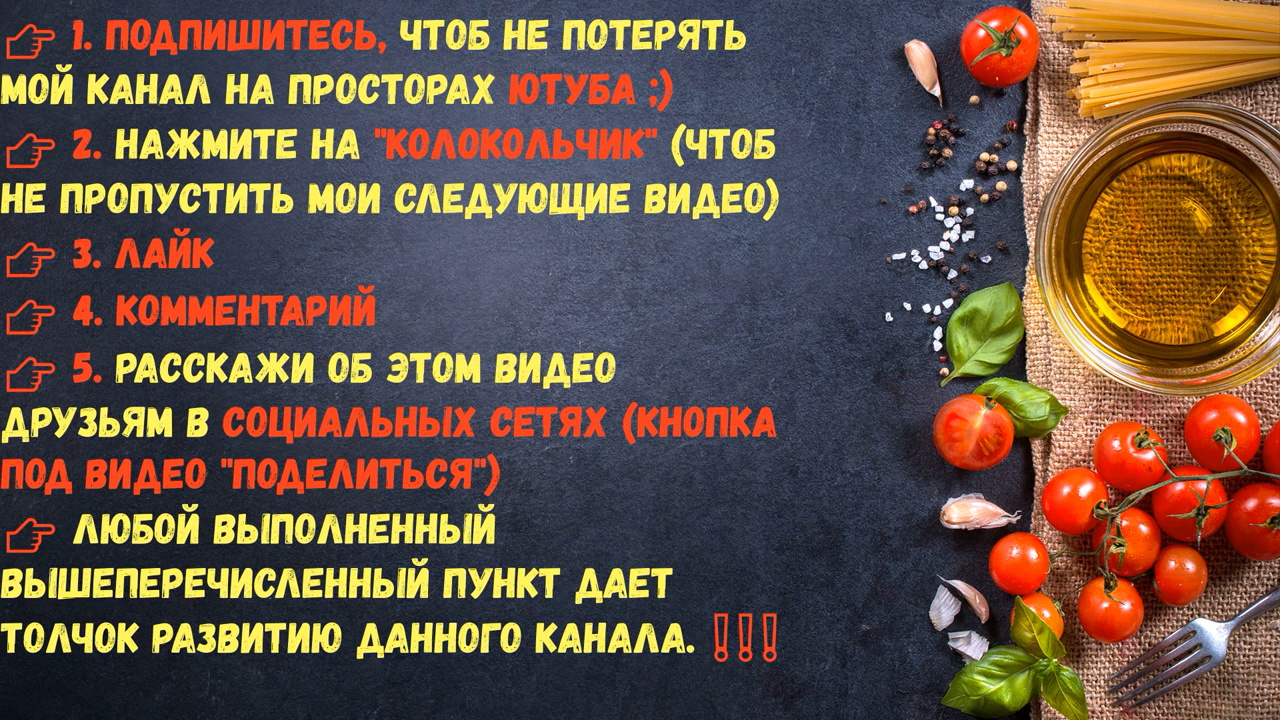 👉 1. ПОДПИШИТЕСЬ, ЧТОБ НЕ ПОТЕРЯТЬ
МОЙ КАНАЛ НА ПРОСТОРАХ ЮТУБА ;)
👉 2. НАЖМИТЕ НА "КОЛОКОЛЬЧИК" (ЧТОБ
НЕ ПРОПУСТИТЬ МОИ СЛЕДУЮЩИЕ ВИДЕО)
👉 3. ЛАЙК
👉 4. КОММЕНТАРИЙ
👉 5. РАССКАЖИ ОБ ЭТОМ ВИДЕО
ДРУЗЬЯМ В СОЦИАЛЬНЫХ СЕТЯХ (КНОПКА
ПОД ВИДЕО "ПОДЕЛИТЬСЯ")
👉 ЛЮБОЙ ВЫПОЛНЕННЫЙ
ВЫШЕПЕРЕЧИСЛЕННЫЙ ПУНКТ ДАЕТ
ТОЛЧОК РАЗВИТИЮ ДАННОГО КАНАЛА. !!!